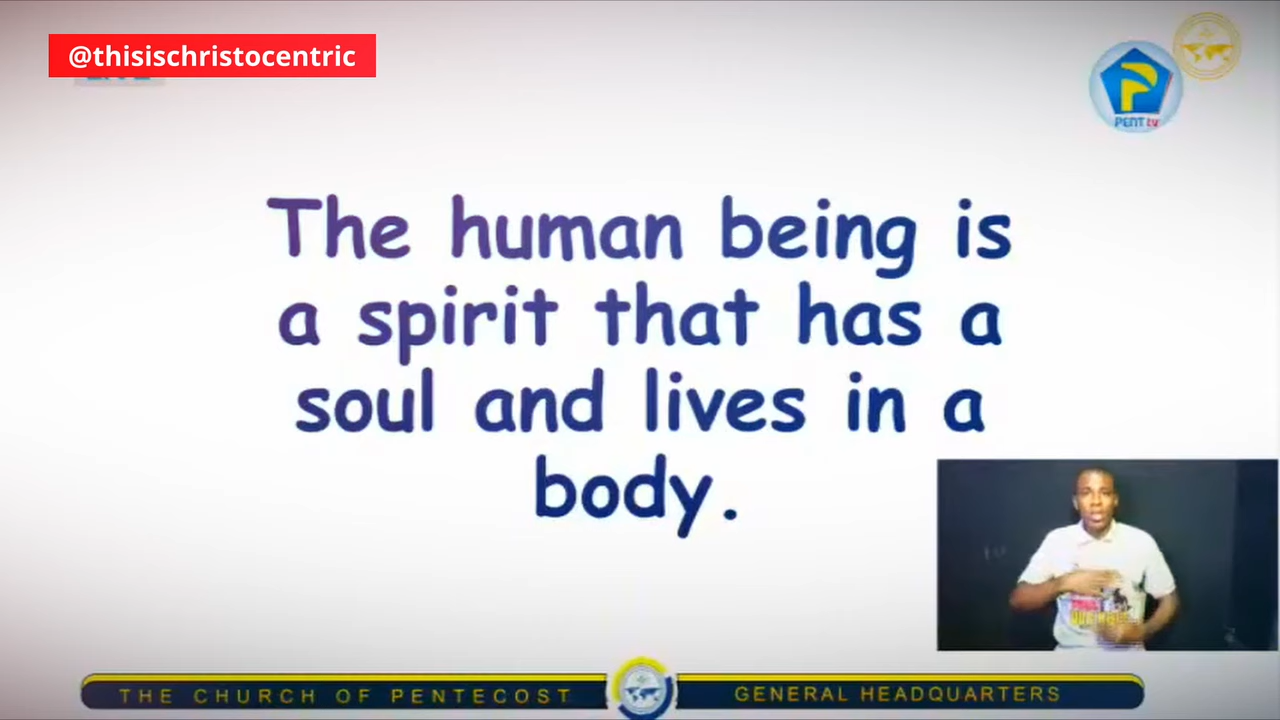 @thisischristocentric
PENT tv
The human being is
a spirit that has a
soul and lives in a
body.
THE CHURCH OF PENTECOST
GENERAL HEADQUARTERS